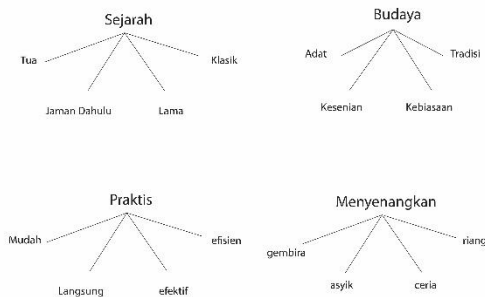 Sejarah
Tua
Klasik
Jaman Dahulu
Lama
Budaya
Adat
Tradisi
Kesenian
Kebiasaan
Praktis
Mudah
efisien
Langsung
efektif
Menyenangkan
gembira
riang
asyik
ceria